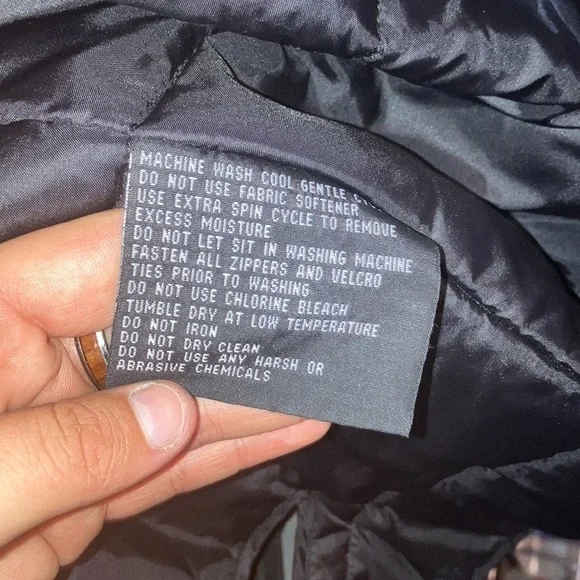 MACHINE WASH COOL GENTLE
DO NOT USE FABRIC SOFTENER
USE EXTRA SPIN CYCLE TO REMOVE
EXCESS MOISTURE
DO NOT LET SIT IN WASHING MACHINE
FASTEN ALL ZIPPERS AND VELCRO
TIES PRIOR TO WASHING
DO NOT USE CHLORINE BLEACH
TUMBLE DRY AT LOW TEMPERATURE
DO NOT IRON
DO NOT DRY CLEAN
DO NOT USE ANY HARSH OR
ABRASIVE CHEMICALS